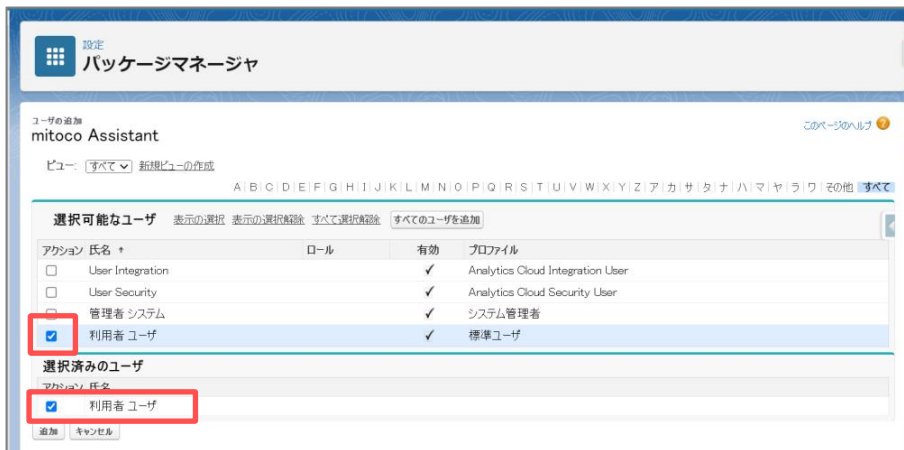 設定
パッケージマネージャ
ユーザの追加
mitoco Assistant
このページのヘルプ ?
ビュー: すべて 新規ビューの作成
A | B | C | D | E | F | G | H | I | J | K | L | M | N | O | P | Q | R | S | T | U | V | W | X | Y | Z | ア | カ | サ | タ | ナ | ハ | マ | ヤ | ラ | ワ | その他 | すべて
選択可能なユーザ 表示の選択 表示の選択解除 すべて選択解除 すべてのユーザを追加
アクション 氏名 ↑ ロール 有効 プロファイル
User Integration ✓ Analytics Cloud Integration User
User Security ✓ Analytics Cloud Security User
管理者 システム ✓ システム管理者
利用者 ユーザ ✓ 標準ユーザ
選択済みのユーザ
アクション 氏名
利用者 ユーザ
追加 キャンセル